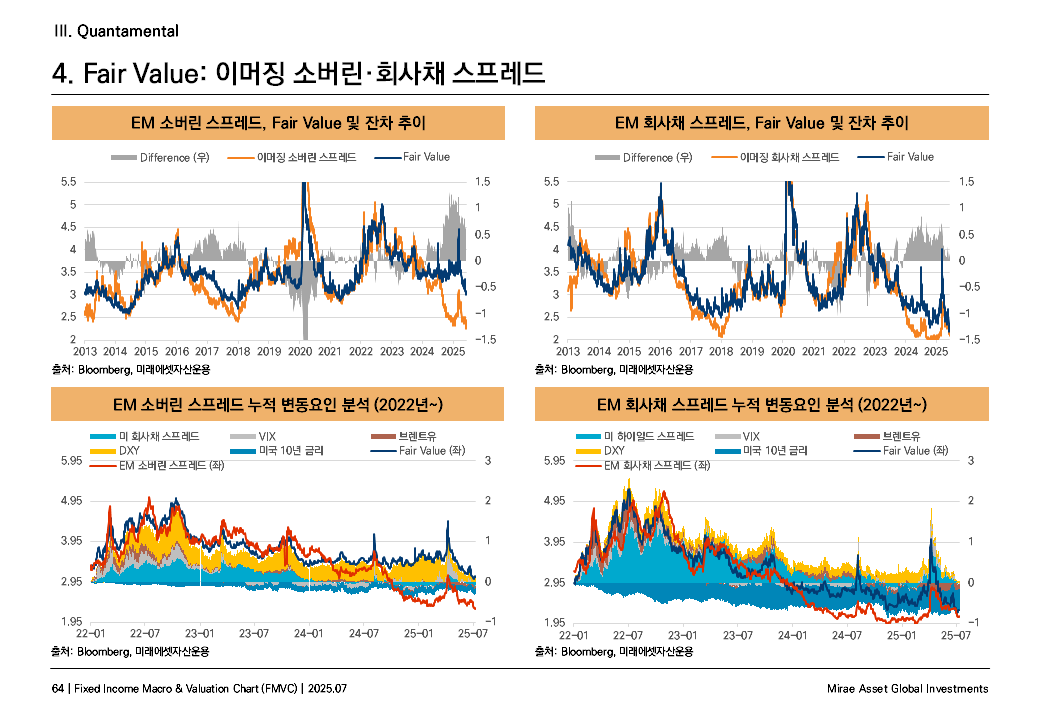 III. Quantamental
4. Fair Value: 이머징 소버린·회사채 스프레드
EM 소버린 스프레드, Fair Value 및 잔차 추이
Difference (우) 이머징 소버린 스프레드 Fair Value
5.5 1.5
5 1
4.5 0.5
4 0
3.5 −0.5
3 −1
2.5 −1.5
2
2013 2014 2015 2016 2017 2018 2019 2020 2021 2022 2023 2024 2025
출처: Bloomberg, 미래에셋자산운용
EM 회사채 스프레드, Fair Value 및 잔차 추이
Difference (우) 이머징 회사채 스프레드 Fair Value
5.5 1.5
5 1
4.5 0.5
4 0
3.5 −0.5
3 −1
2.5 −1.5
2
2013 2014 2015 2016 2017 2018 2019 2020 2021 2022 2023 2024 2025
출처: Bloomberg, 미래에셋자산운용
EM 소버린 스프레드 누적 변동요인 분석 (2022년~)
미 회사채 스프레드 VIX 브렌트유
DXY 미국 10년 금리 Fair Value (좌)
EM 소버린 스프레드 (좌)
5.95 3
4.95 2
3.95 1
2.95 0
1.95 −1
22−01 22−07 23−01 23−07 24−01 24−07 25−01 25−07
출처: Bloomberg, 미래에셋자산운용
EM 회사채 스프레드 누적 변동요인 분석 (2022년~)
미 하이일드 스프레드 VIX 브렌트유
DXY 미국 10년 금리 Fair Value (좌)
EM 회사채 스프레드 (좌)
5.95 3
4.95 2
3.95 1
2.95 0
1.95 −1
22−01 22−07 23−01 23−07 24−01 24−07 25−01 25−07
출처: Bloomberg, 미래에셋자산운용
64 | Fixed Income Macro & Valuation Chart (FMVC) | 2025.07
Mirae Asset Global Investments